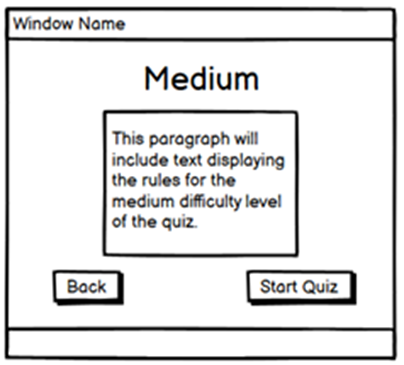 Window Name
Medium
This paragraph will
include text displaying
the rules for the
medium difficulty level
of the quiz.
Back
Start Quiz